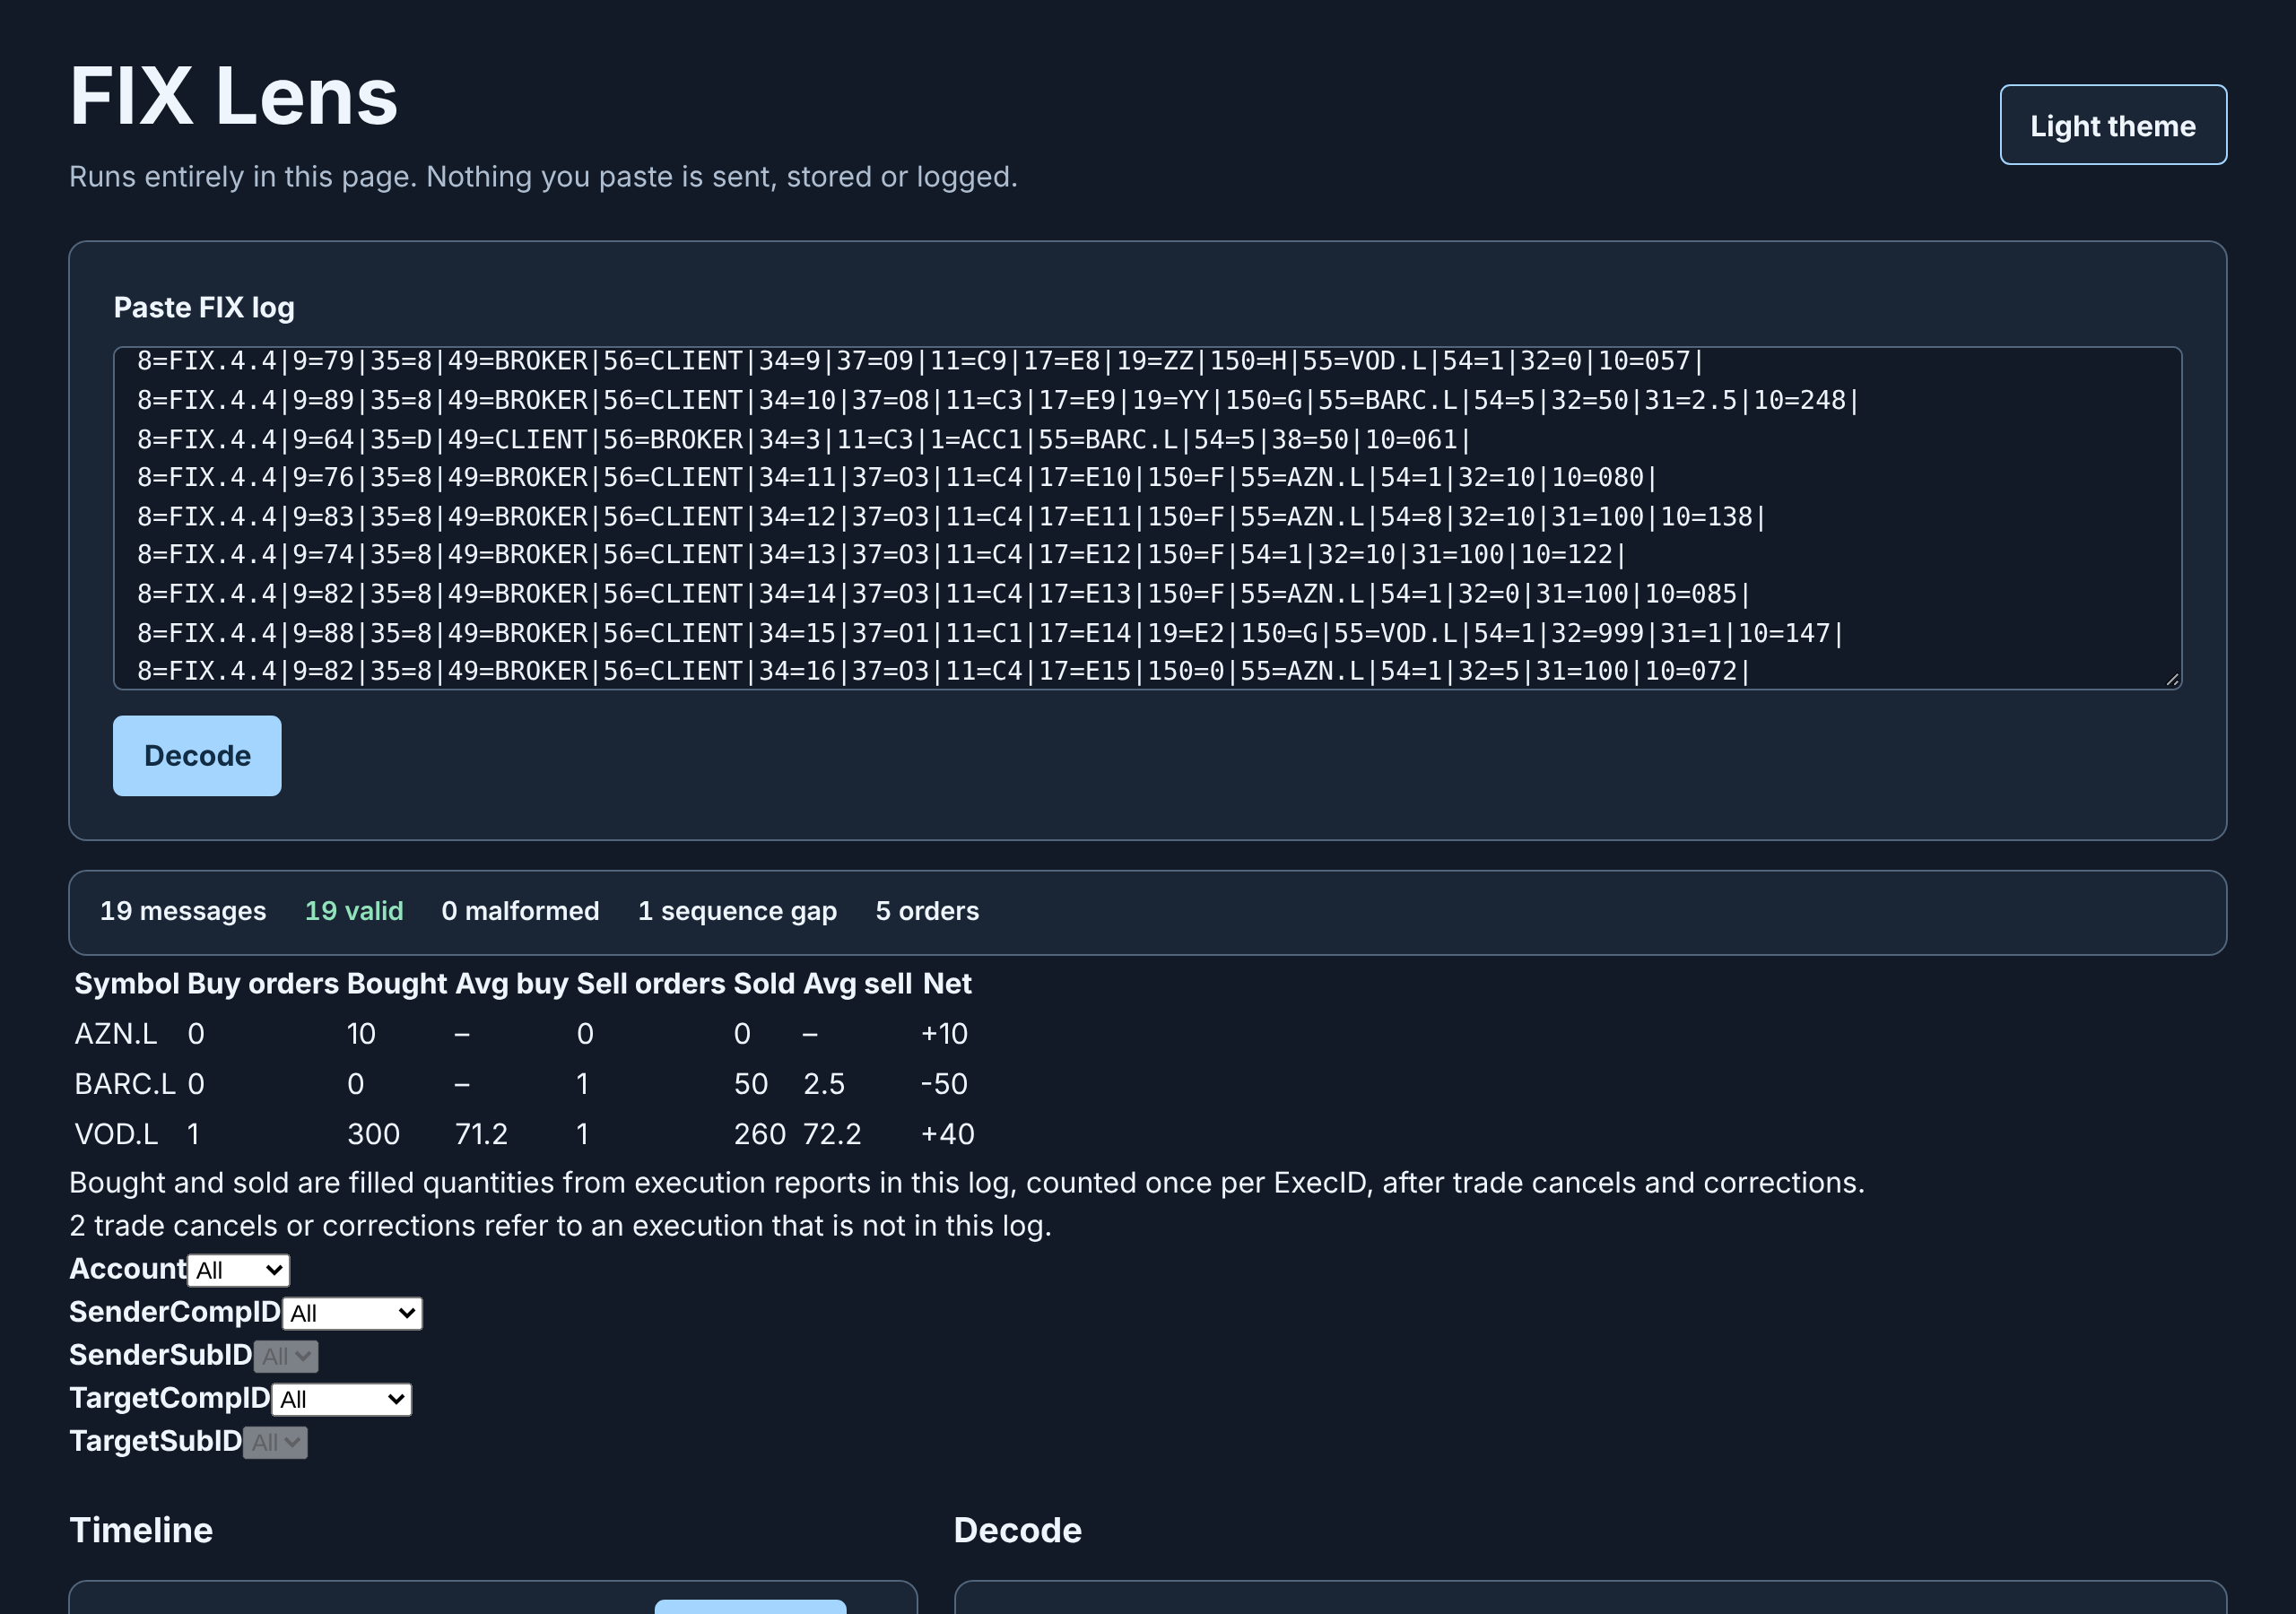 FIX Lens
Light theme
Runs entirely in this page. Nothing you paste is sent, stored or logged.
Paste FIX log
8=FIX.4.4|9=79|35=8|49=BROKER|56=CLIENT|34=9|37=O9|11=C9|17=E8|19=ZZ|150=H|55=VOD.L|54=1|32=0|10=057|
8=FIX.4.4|9=89|35=8|49=BROKER|56=CLIENT|34=10|37=O8|11=C3|17=E9|19=YY|150=G|55=BARC.L|54=5|32=50|31=2.5|10=248|
8=FIX.4.4|9=64|35=D|49=CLIENT|56=BROKER|34=3|11=C3|1=ACC1|55=BARC.L|54=5|38=50|10=061|
8=FIX.4.4|9=76|35=8|49=BROKER|56=CLIENT|34=11|37=O3|11=C4|17=E10|150=F|55=AZN.L|54=1|32=10|10=080|
8=FIX.4.4|9=83|35=8|49=BROKER|56=CLIENT|34=12|37=O3|11=C4|17=E11|150=F|55=AZN.L|54=8|32=10|31=100|10=138|
8=FIX.4.4|9=74|35=8|49=BROKER|56=CLIENT|34=13|37=O3|11=C4|17=E12|150=F|54=1|32=10|31=100|10=122|
8=FIX.4.4|9=82|35=8|49=BROKER|56=CLIENT|34=14|37=O3|11=C4|17=E13|150=F|55=AZN.L|54=1|32=0|31=100|10=085|
8=FIX.4.4|9=88|35=8|49=BROKER|56=CLIENT|34=15|37=O1|11=C1|17=E14|19=E2|150=G|55=VOD.L|54=1|32=999|31=1|10=147|
8=FIX.4.4|9=82|35=8|49=BROKER|56=CLIENT|34=16|37=O3|11=C4|17=E15|150=0|55=AZN.L|54=1|32=5|31=100|10=072|
Decode
19 messages 19 valid 0 malformed 1 sequence gap 5 orders
Symbol Buy orders Bought Avg buy Sell orders Sold Avg sell Net
AZN.L 0 10 – 0 0 – +10
BARC.L 0 0 – 1 50 2.5 -50
VOD.L 1 300 71.2 1 260 72.2 +40
Bought and sold are filled quantities from execution reports in this log, counted once per ExecID, after trade cancels and corrections.
2 trade cancels or corrections refer to an execution that is not in this log.
Account All
SenderCompID All
SenderSubID All
TargetCompID All
TargetSubID All
Timeline
Decode